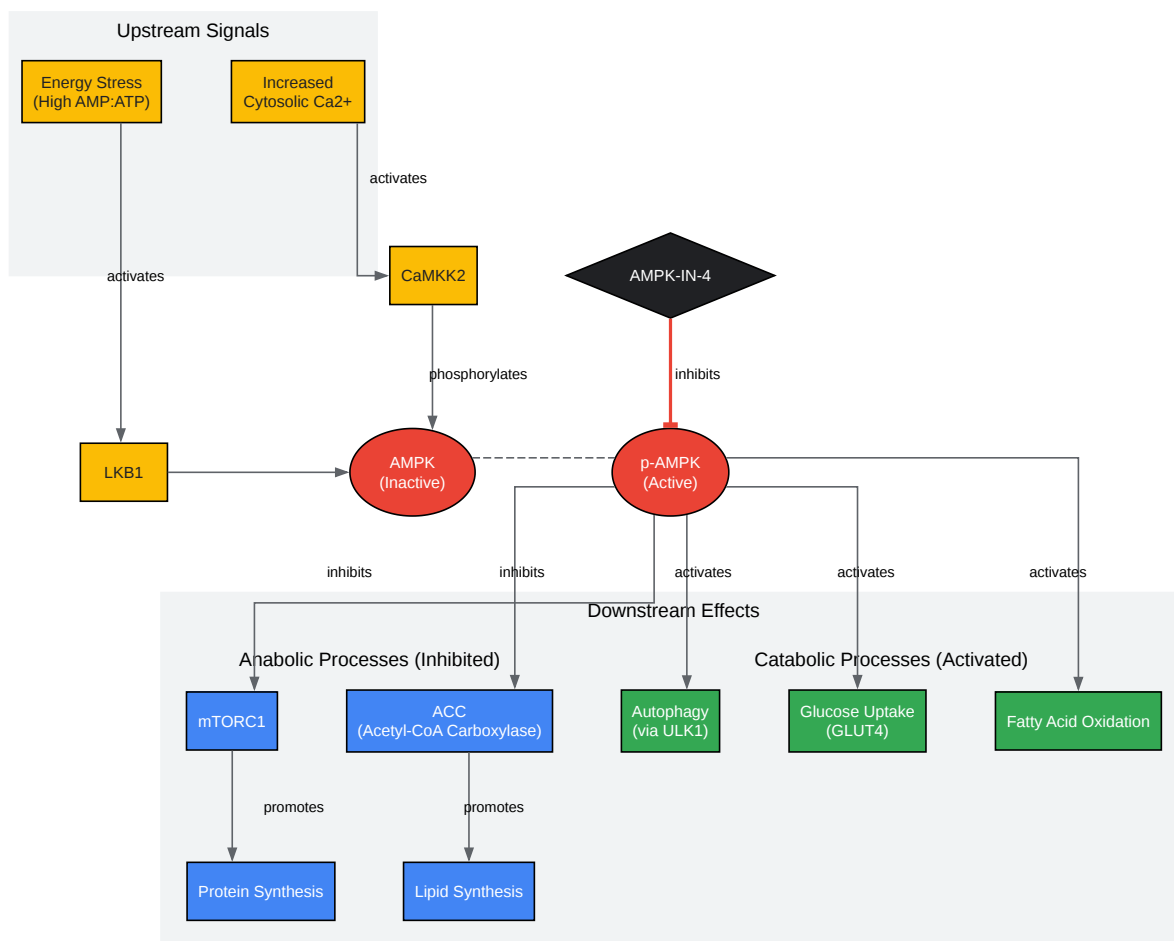 Upstream Signals
Energy Stress
(High AMP:ATP)
Increased
Cytosolic Ca2+
activates
activates
CaMKK2
AMPK-IN-4
phosphorylates
inhibits
LKB1
AMPK
(Inactive)
p-AMPK
(Active)
inhibits
inhibits
activates
activates
activates
Downstream Effects
Anabolic Processes (Inhibited)
Catabolic Processes (Activated)
mTORC1
ACC
(Acetyl-CoA Carboxylase)
Autophagy
(via ULK1)
Glucose Uptake
(GLUT4)
Fatty Acid Oxidation
promotes
promotes
Protein Synthesis
Lipid Synthesis